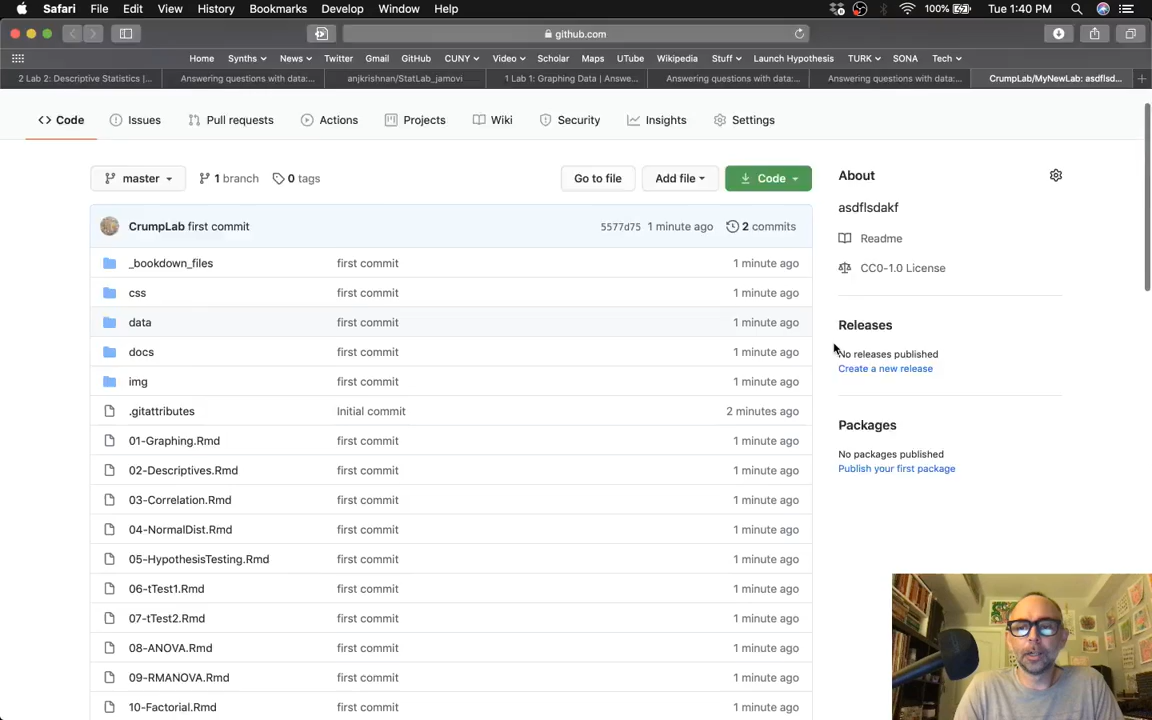 Safari File Edit View History Bookmarks Develop Window Help 100% Tue 1:40 PM
github.com
Home Synths News Twitter Gmail GitHub CUNY Video Scholar Maps UTube Wikipedia Stuff Launch Hypothesis TURK SONA Tech
2 Lab 2: Descriptive Statistics |... Answering questions with data:... anjkrishnan/StatLab_jamovi 1 Lab 1: Graphing Data | Answe... Answering questions with data:... Answering questions with data:... CrumpLab/MyNewLab: asdflsd...
Code Issues Pull requests Actions Projects Wiki Security Insights Settings
master 1 branch 0 tags Go to file Add file Code
CrumpLab first commit 5577d75 1 minute ago 2 commits
_bookdown_files first commit 1 minute ago
css first commit 1 minute ago
data first commit 1 minute ago
docs first commit 1 minute ago
img first commit 1 minute ago
.gitattributes Initial commit 2 minutes ago
01-Graphing.Rmd first commit 1 minute ago
02-Descriptives.Rmd first commit 1 minute ago
03-Correlation.Rmd first commit 1 minute ago
04-NormalDist.Rmd first commit 1 minute ago
05-HypothesisTesting.Rmd first commit 1 minute ago
06-tTest1.Rmd first commit 1 minute ago
07-tTest2.Rmd first commit 1 minute ago
08-ANOVA.Rmd first commit 1 minute ago
09-RMANOVA.Rmd first commit 1 minute ago
10-Factorial.Rmd first commit 1 minute ago
About
asdflsdakf
Readme
CC0-1.0 License
Releases
No releases published
Create a new release
Packages
No packages published
Publish your first package